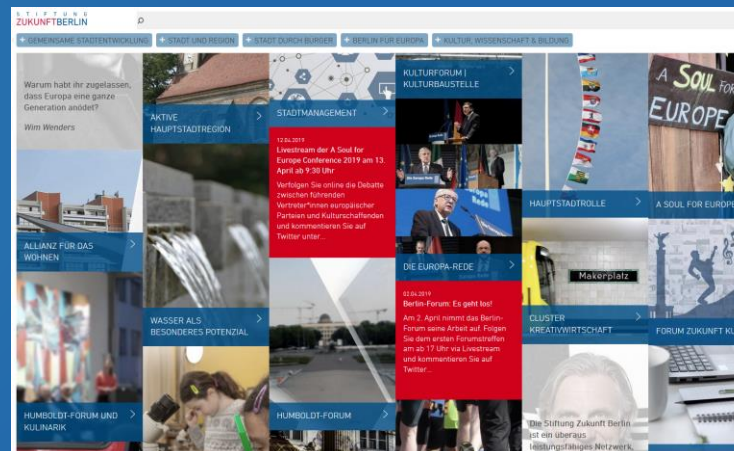 STIFTUNG
ZUKUNFTBERLIN
+ GEMEINSAME STADTENTWICKLUNG
+ STADT UND REGION
+ STADT DURCH BÜRGER
+ BERLIN FÜR EUROPA
+ KULTUR, WISSENSCHAFT & BILDUNG
Warum habt ihr zugelassen,
dass Europa eine ganze
Generation anödet?
Wim Wenders
ALLIANZ FÜR DAS
WOHNEN
HUMBOLDT-FORUM UND
KULINARIK
AKTIVE
HAUPTSTADTREGION
WASSER ALS
BESONDERES POTENZIAL
STADTMANAGEMENT
12.04.2019
Livestream der A Soul for
Europe Conference 2019 am 13.
April ab 9:30 Uhr
Verfolgen Sie online die Debatte
zwischen führenden
Vertreter*innen europäischer
Parteien und Kulturschaffenden
und kommentieren Sie auf
Twitter unter...
HUMBOLDT-FORUM
KULTURFORUM |
KULTURBAUSTELLE
Rede
DIE EUROPA-REDE
02.04.2019
Berlin-Forum: Es geht los!
Am 2. April nimmt das Berlin-
Forum seine Arbeit auf. Folgen
Sie dem ersten Forumstreffen
am ab 17 Uhr via Livestream
und kommentieren Sie auf
Twitter...
HAUPTSTADTROLLE
Makerplatz
CLUSTER
KREATIVWIRTSCHAFT
Die Stiftung Zukunft Berlin
ist ein überaus
leistungsfähiges Netzwerk,
A SOUL FOR
EUROPE
A SOUL FOR EUROPE
FORUM ZUKUNFT KU